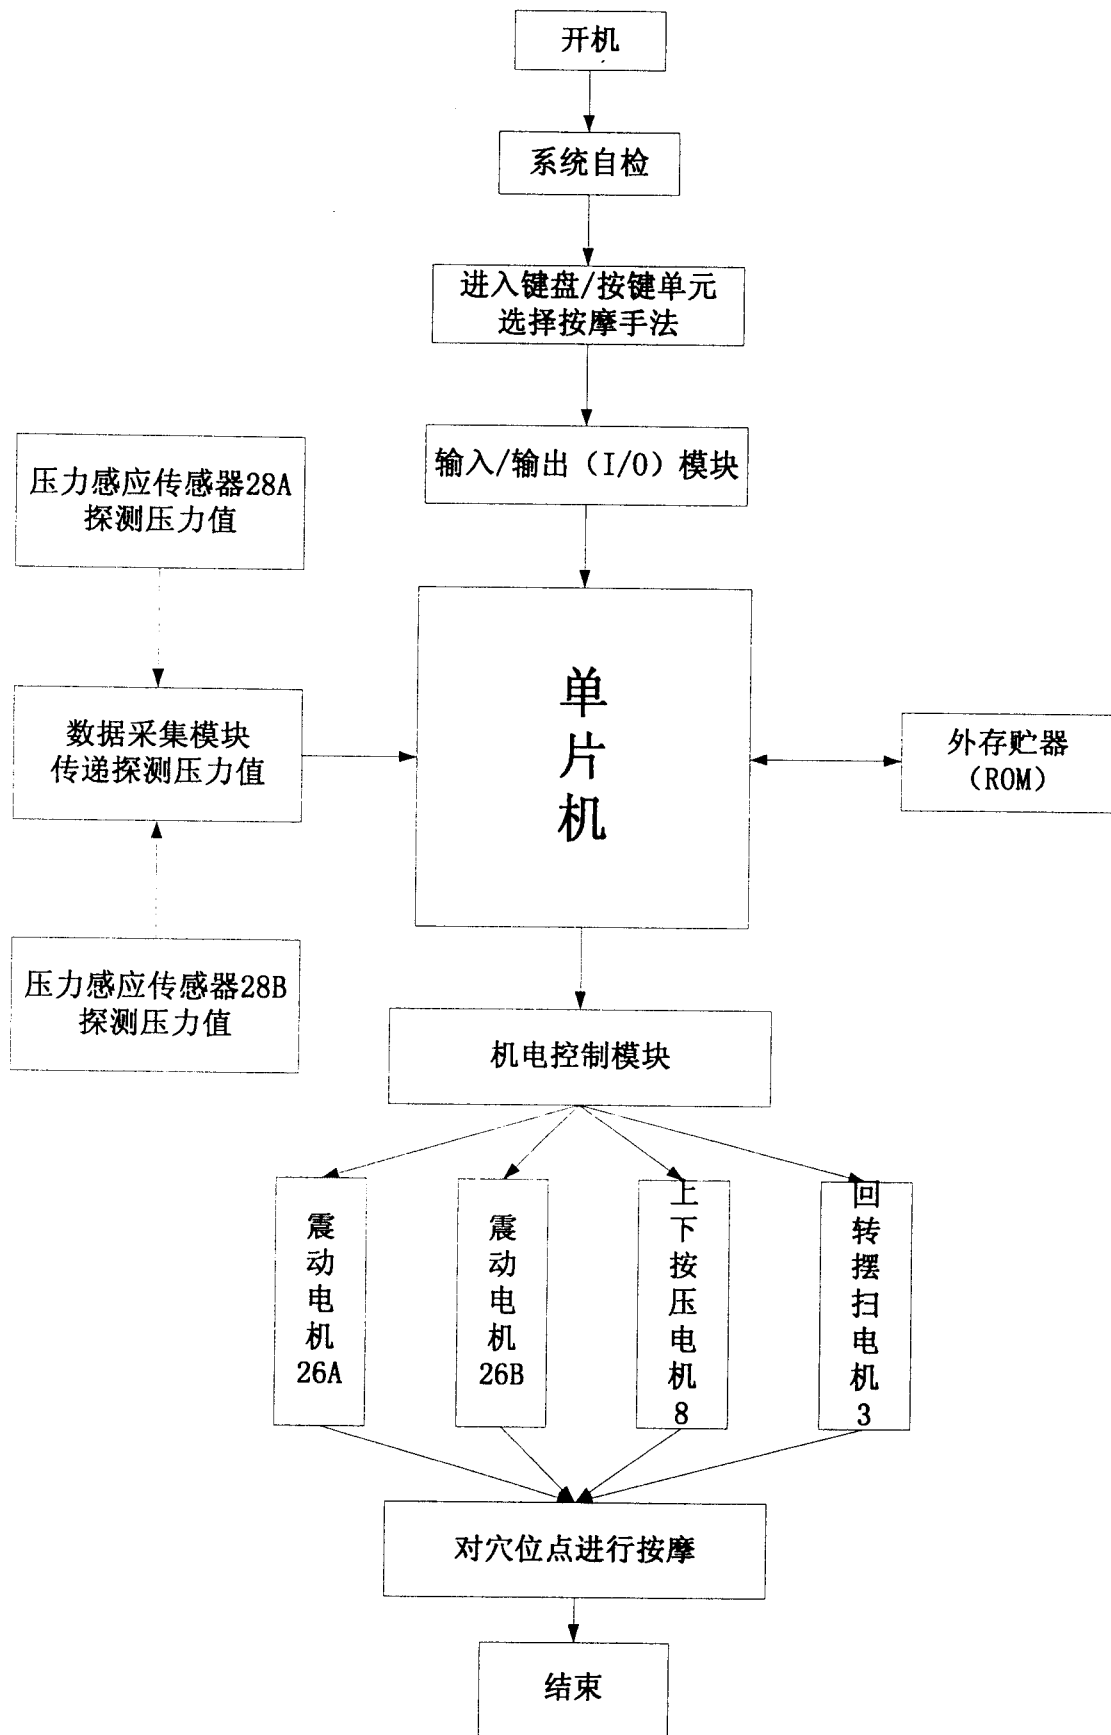 开机
系统自检
进入键盘/按键单元
选择按摩手法
输入/输出（I/O）模块
压力感应传感器28A
探测压力值
单片机
数据采集模块
传递探测压力值
外存贮器
（ROM）
压力感应传感器28B
探测压力值
机电控制模块
震动电机26A
震动电机26B
上下按压电机8
回转摆扫电机3
对穴位点进行按摩
结束